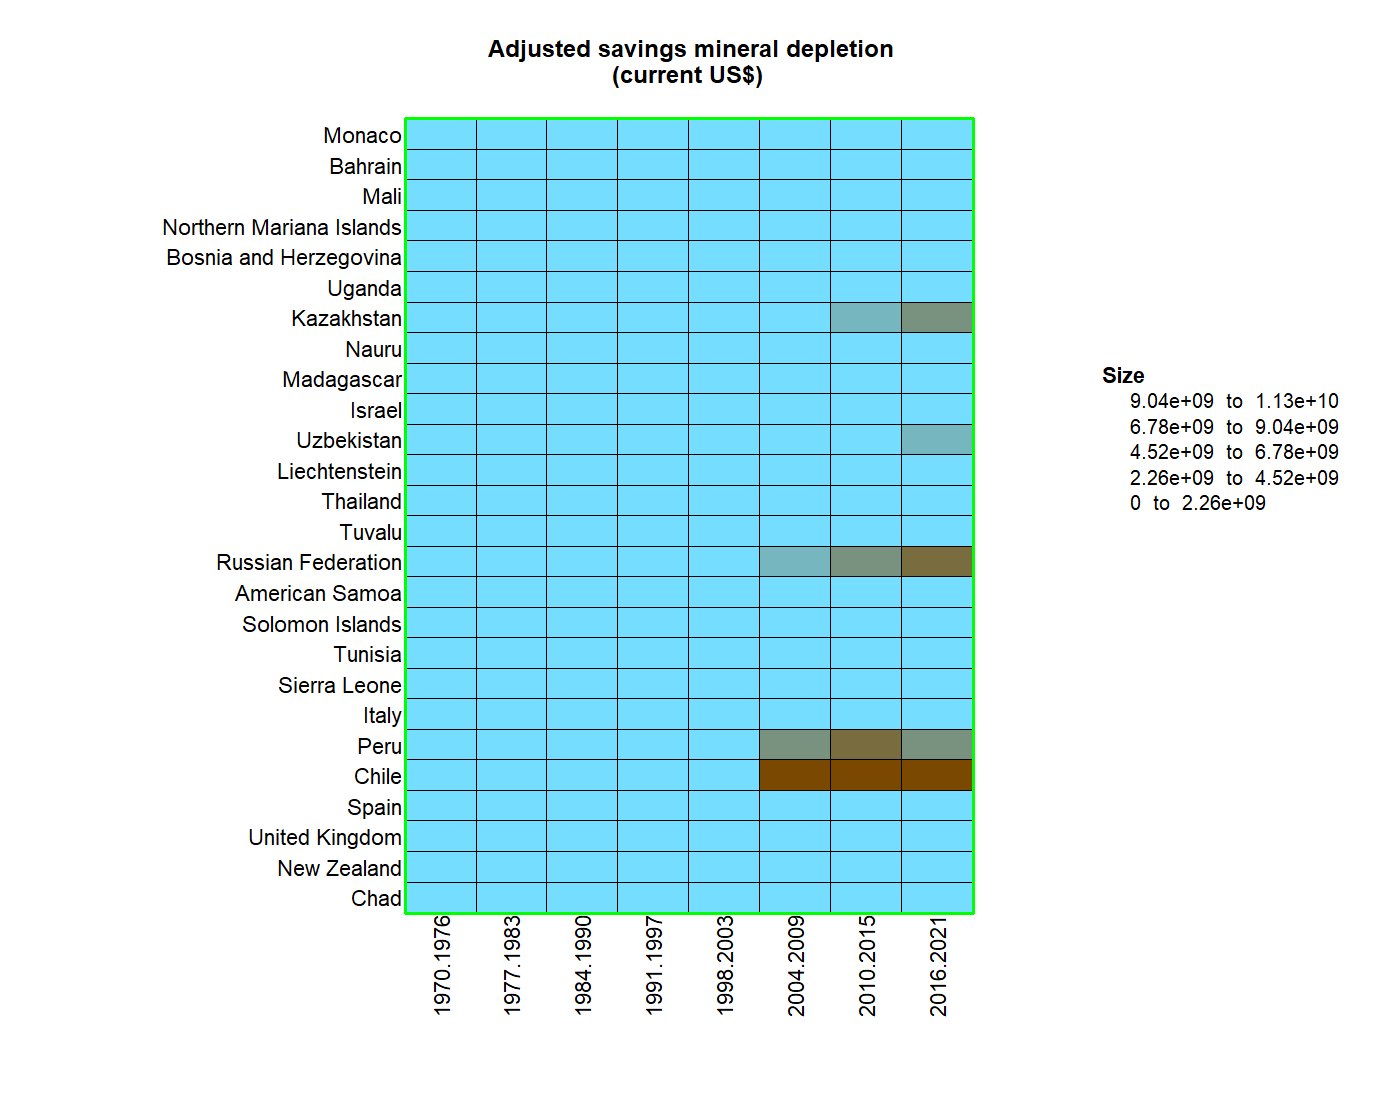 Adjusted savings mineral depletion
(current US$)
Monaco
Bahrain
Mali
Northern Mariana Islands
Bosnia and Herzegovina
Uganda
Kazakhstan
Nauru
Madagascar
Israel
Uzbekistan
Liechtenstein
Thailand
Tuvalu
Russian Federation
American Samoa
Solomon Islands
Tunisia
Sierra Leone
Italy
Peru
Chile
Spain
United Kingdom
New Zealand
Chad
1970.1976
1977.1983
1984.1990
1991.1997
1998.2003
2004.2009
2010.2015
2016.2021
Size
9.04e+09 to 1.13e+10
6.78e+09 to 9.04e+09
4.52e+09 to 6.78e+09
2.26e+09 to 4.52e+09
0 to 2.26e+09